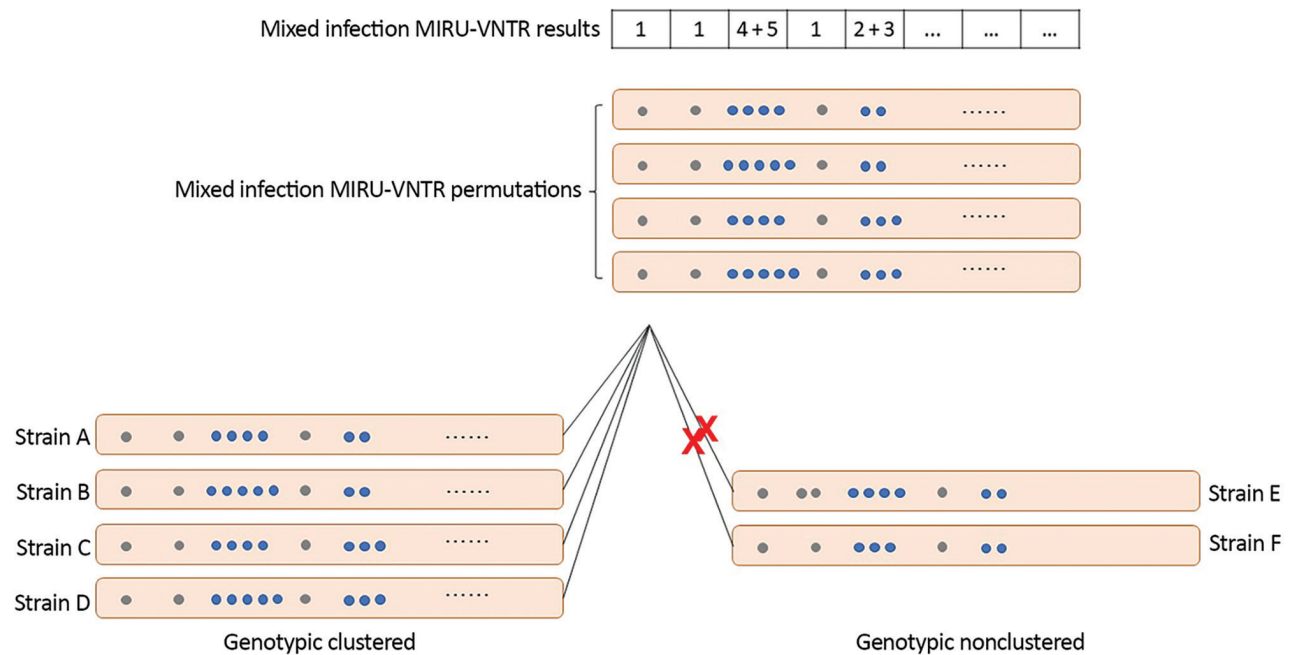 Mixed infection MIRU-VNTR results 1 1 4 + 5 1 2 + 3 ... ... ...
......
......
Mixed infection MIRU-VNTR permutations
......
......
Strain A ......
Strain B ......
Strain E
Strain C ......
Strain F
Strain D ......
Genotypic clustered
Genotypic nonclustered
X
X